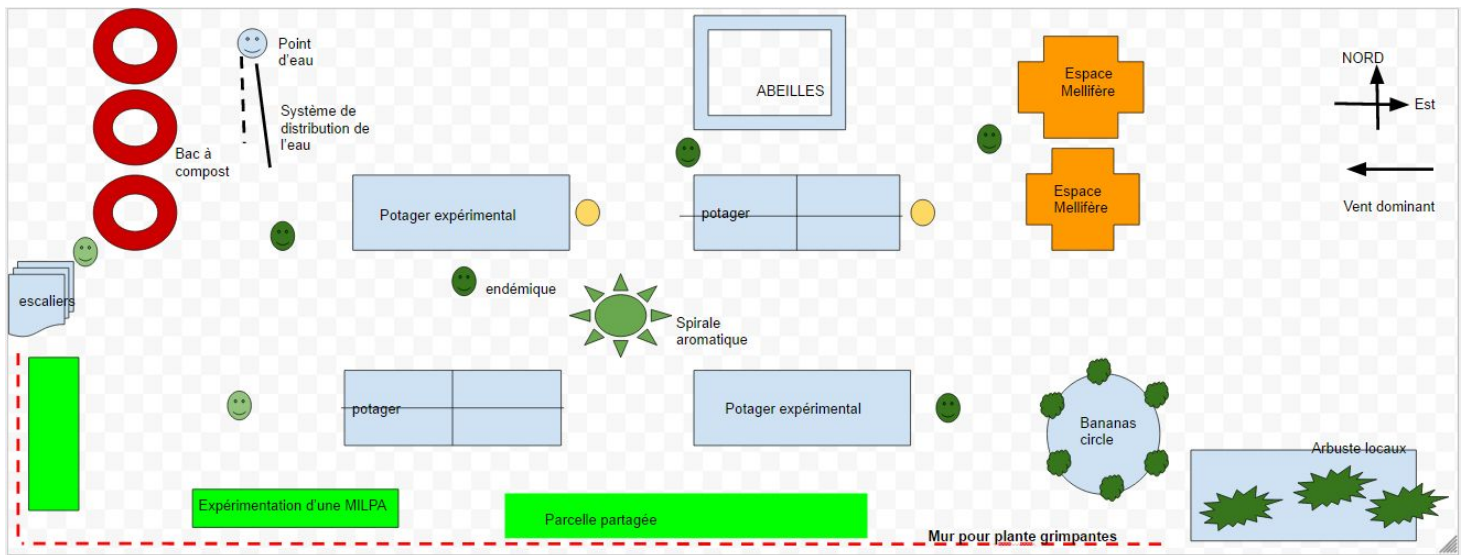 Point
d'eau
Système de
distribution de
l'eau
Bac à
compost
ABEILLES
Espace
Mellifère
NORD
Est
Vent dominant
Potager expérimental
potager
Espace
Mellifère
escaliers
endémique
Spirale
aromatique
potager
Potager expérimental
Bananas
circle
Arbuste locaux
Expérimentation d'une MILPA
Parcelle partagée
Mur pour plante grimpantes